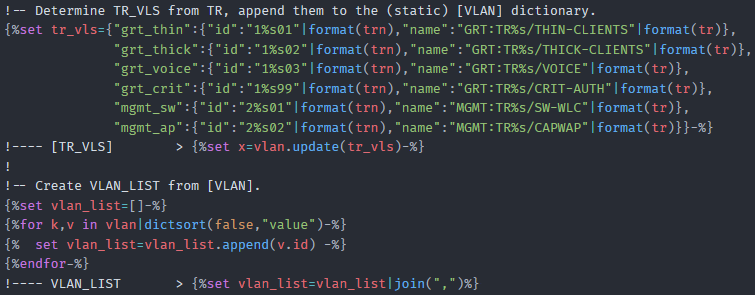 !-- Determine TR_VLS from TR, append them to the (static) [VLAN] dictionary.
{%set tr_vls={"grt_thin":{"id":"1%s01"|format(trn),"name":"GRT:TR%s/THIN-CLIENTS"|format(tr)},
"grt_thick":{"id":"1%s02"|format(trn),"name":"GRT:TR%s/THICK-CLIENTS"|format(tr)},
"grt_voice":{"id":"1%s03"|format(trn),"name":"GRT:TR%s/VOICE"|format(tr)},
"grt_crit":{"id":"1%s99"|format(trn),"name":"GRT:TR%s/CRIT-AUTH"|format(tr)},
"mgmt_sw":{"id":"2%s01"|format(trn),"name":"MGMT:TR%s/SW-WLC"|format(tr)},
"mgmt_ap":{"id":"2%s02"|format(trn),"name":"MGMT:TR%s/CAPWAP"|format(tr)}}-%}
!---- [TR_VLS]        > {%set x=vlan.update(tr_vls)-%}
!
!-- Create VLAN_LIST from [VLAN].
{%set vlan_list=[]-%}
{%for k,v in vlan|dictsort(false,"value")-%}
{%  set vlan_list=vlan_list.append(v.id) -%}
{%endfor-%}
!---- VLAN_LIST       > {%set vlan_list=vlan_list|join(",")%}